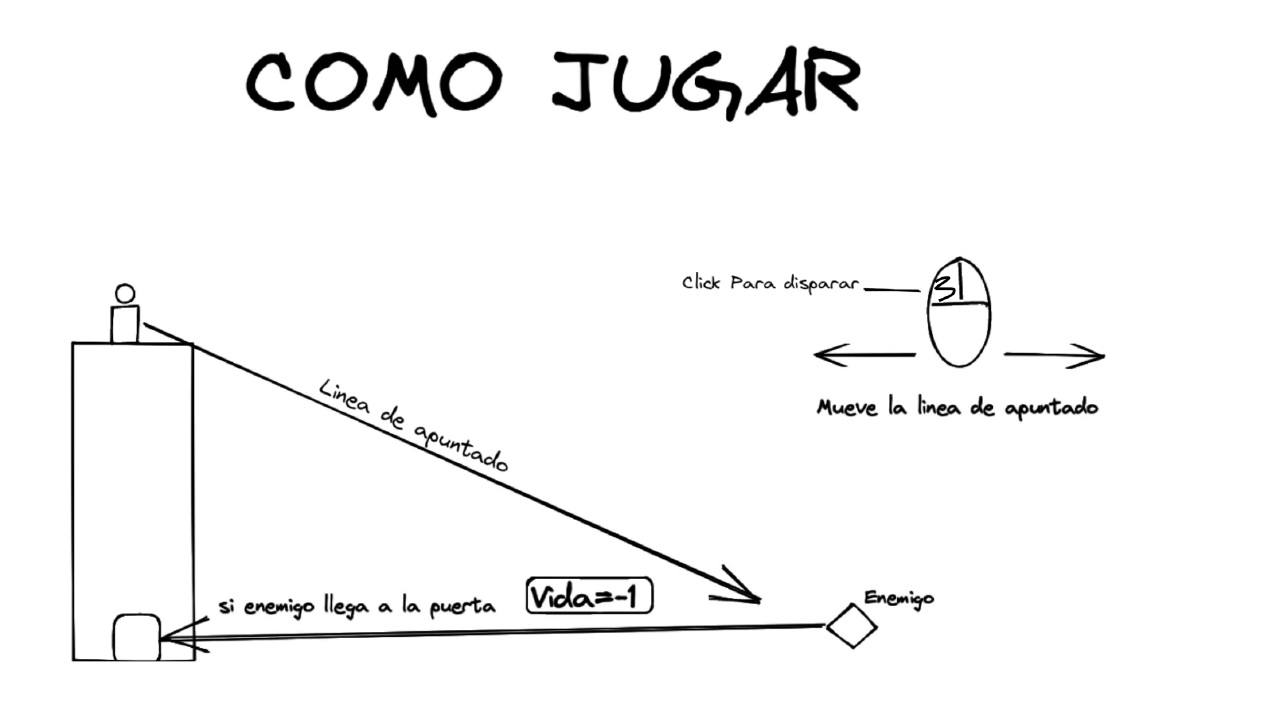 COMO JUGAR
Click Para disparar
Mueve la linea de apuntado
Linea de apuntado
si enemigo llega a la puerta
Vida=-1
Enemigo